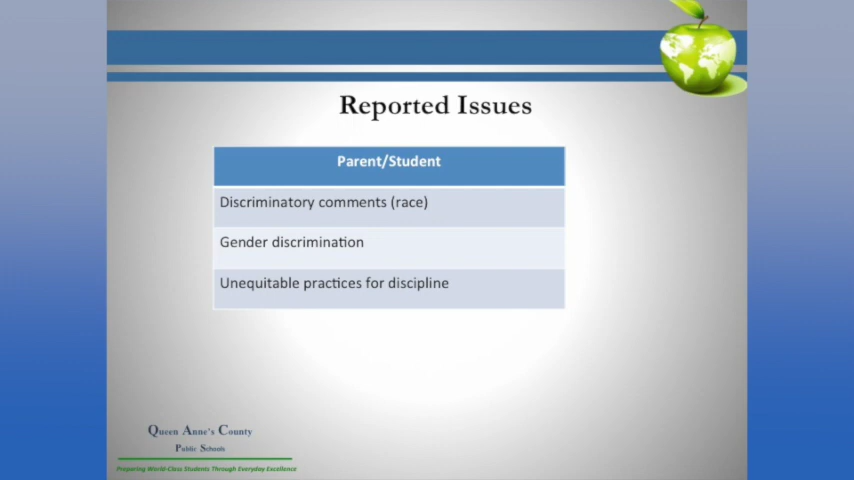 Reported Issues
Parent/Student
Discriminatory comments (race)
Gender discrimination
Unequitable practices for discipline
Queen Anne's County
Public Schools
Preparing World-Class Students Through Everyday Excellence